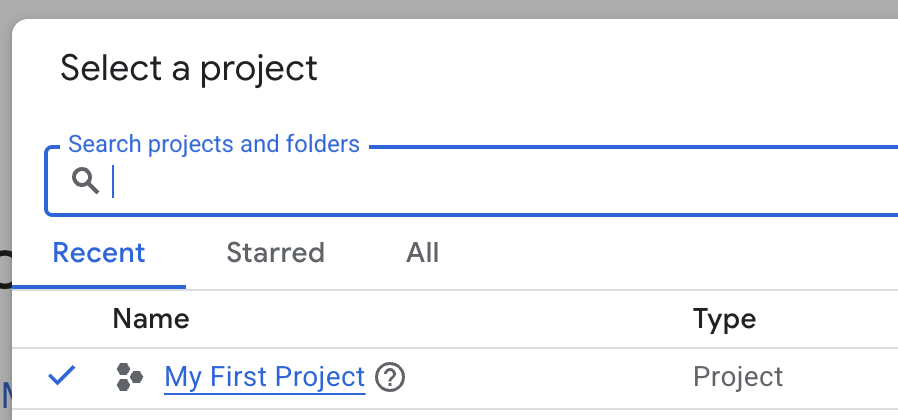 Select a project
Search projects and folders
Recent Starred All
Name Type
My First Project Project